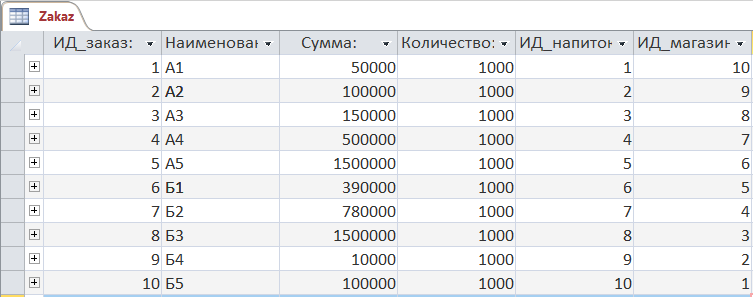 Zakaz
ИД_заказ: Наименован Сумма: Количество: ИД_напиток ИД_магазин
1 А1 50000 1000 1 10
2 А2 100000 1000 2 9
3 А3 150000 1000 3 8
4 А4 500000 1000 4 7
5 А5 1500000 1000 5 6
6 Б1 390000 1000 6 5
7 Б2 780000 1000 7 4
8 Б3 1500000 1000 8 3
9 Б4 10000 1000 9 2
10 Б5 100000 1000 10 1